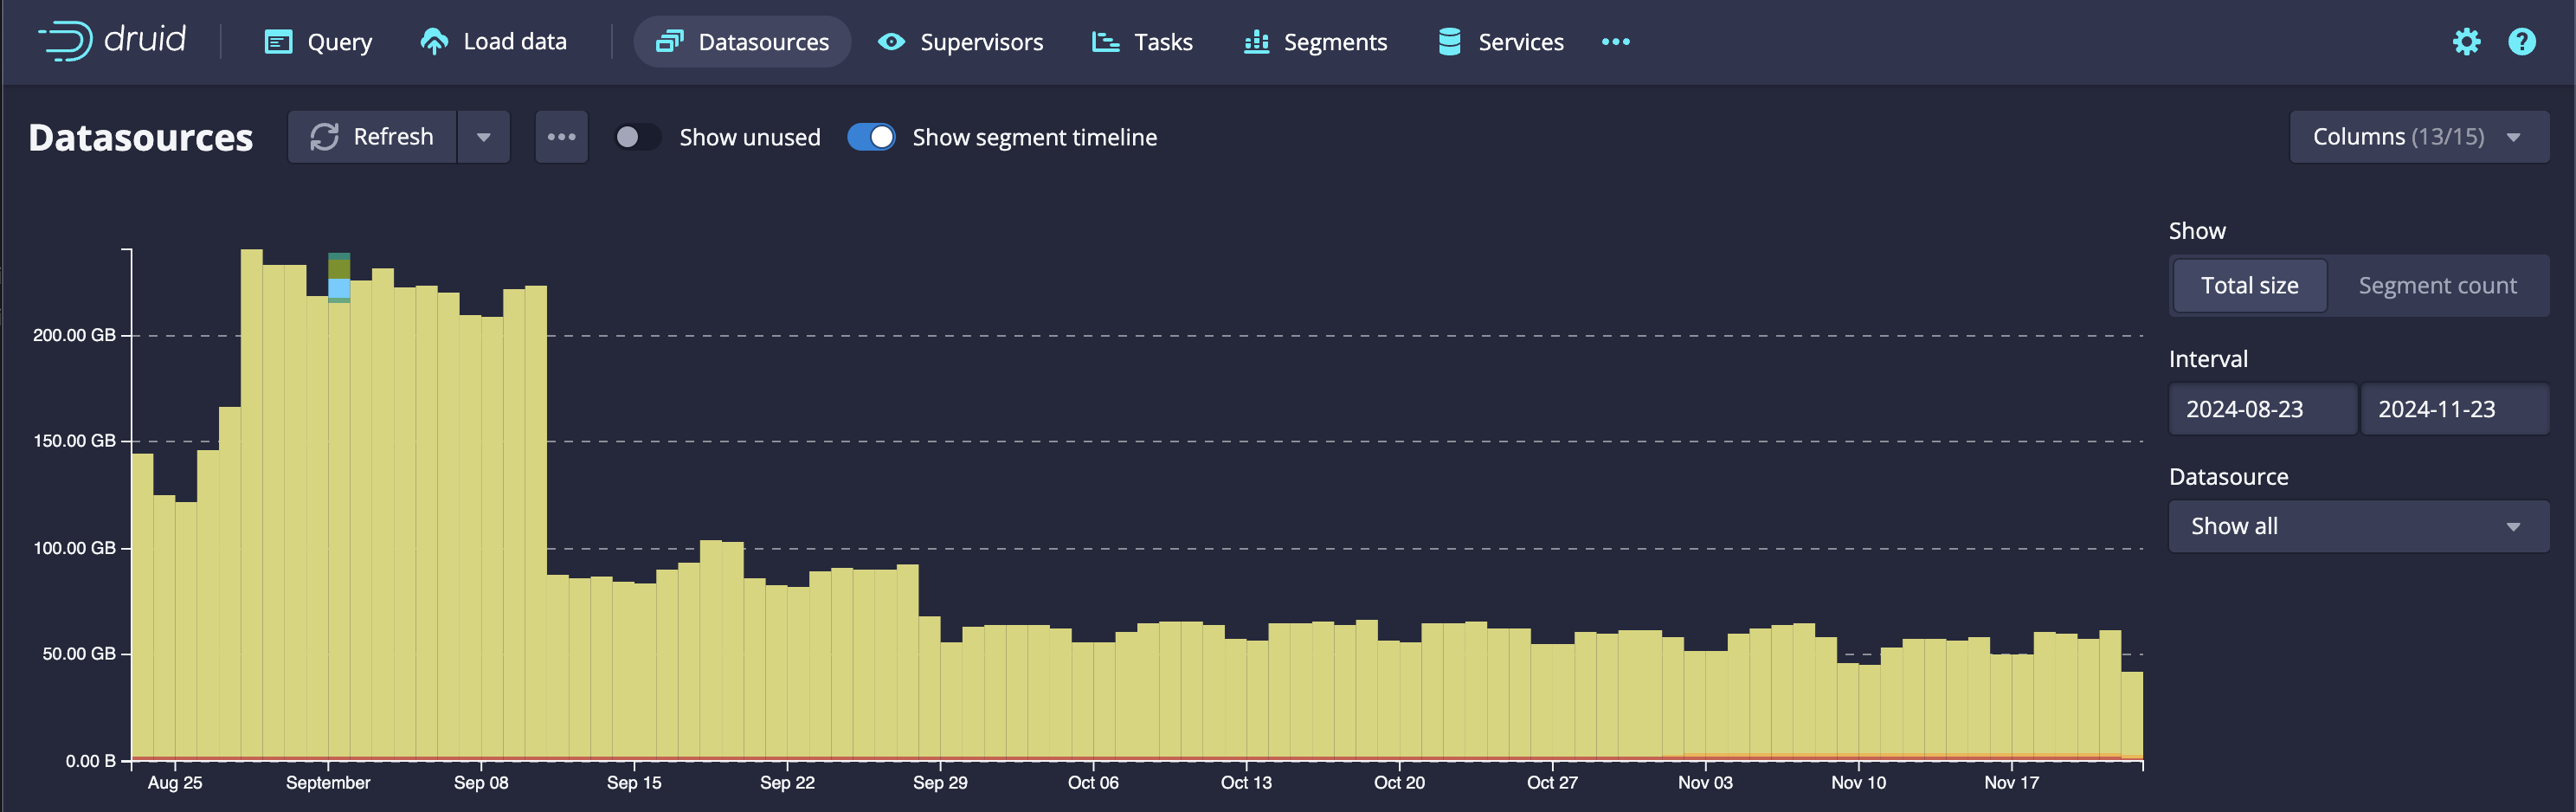 druid Query Load data Datasources Supervisors Tasks Segments Services
Datasources Refresh Show unused Show segment timeline Columns (13/15)
Show
Total size Segment count
Interval
2024-08-23 2024-11-23
Datasource
Show all
200.00 GB
150.00 GB
100.00 GB
50.00 GB
0.00 B
Aug 25 September Sep 08 Sep 15 Sep 22 Sep 29 Oct 06 Oct 13 Oct 20 Oct 27 Nov 03 Nov 10 Nov 17